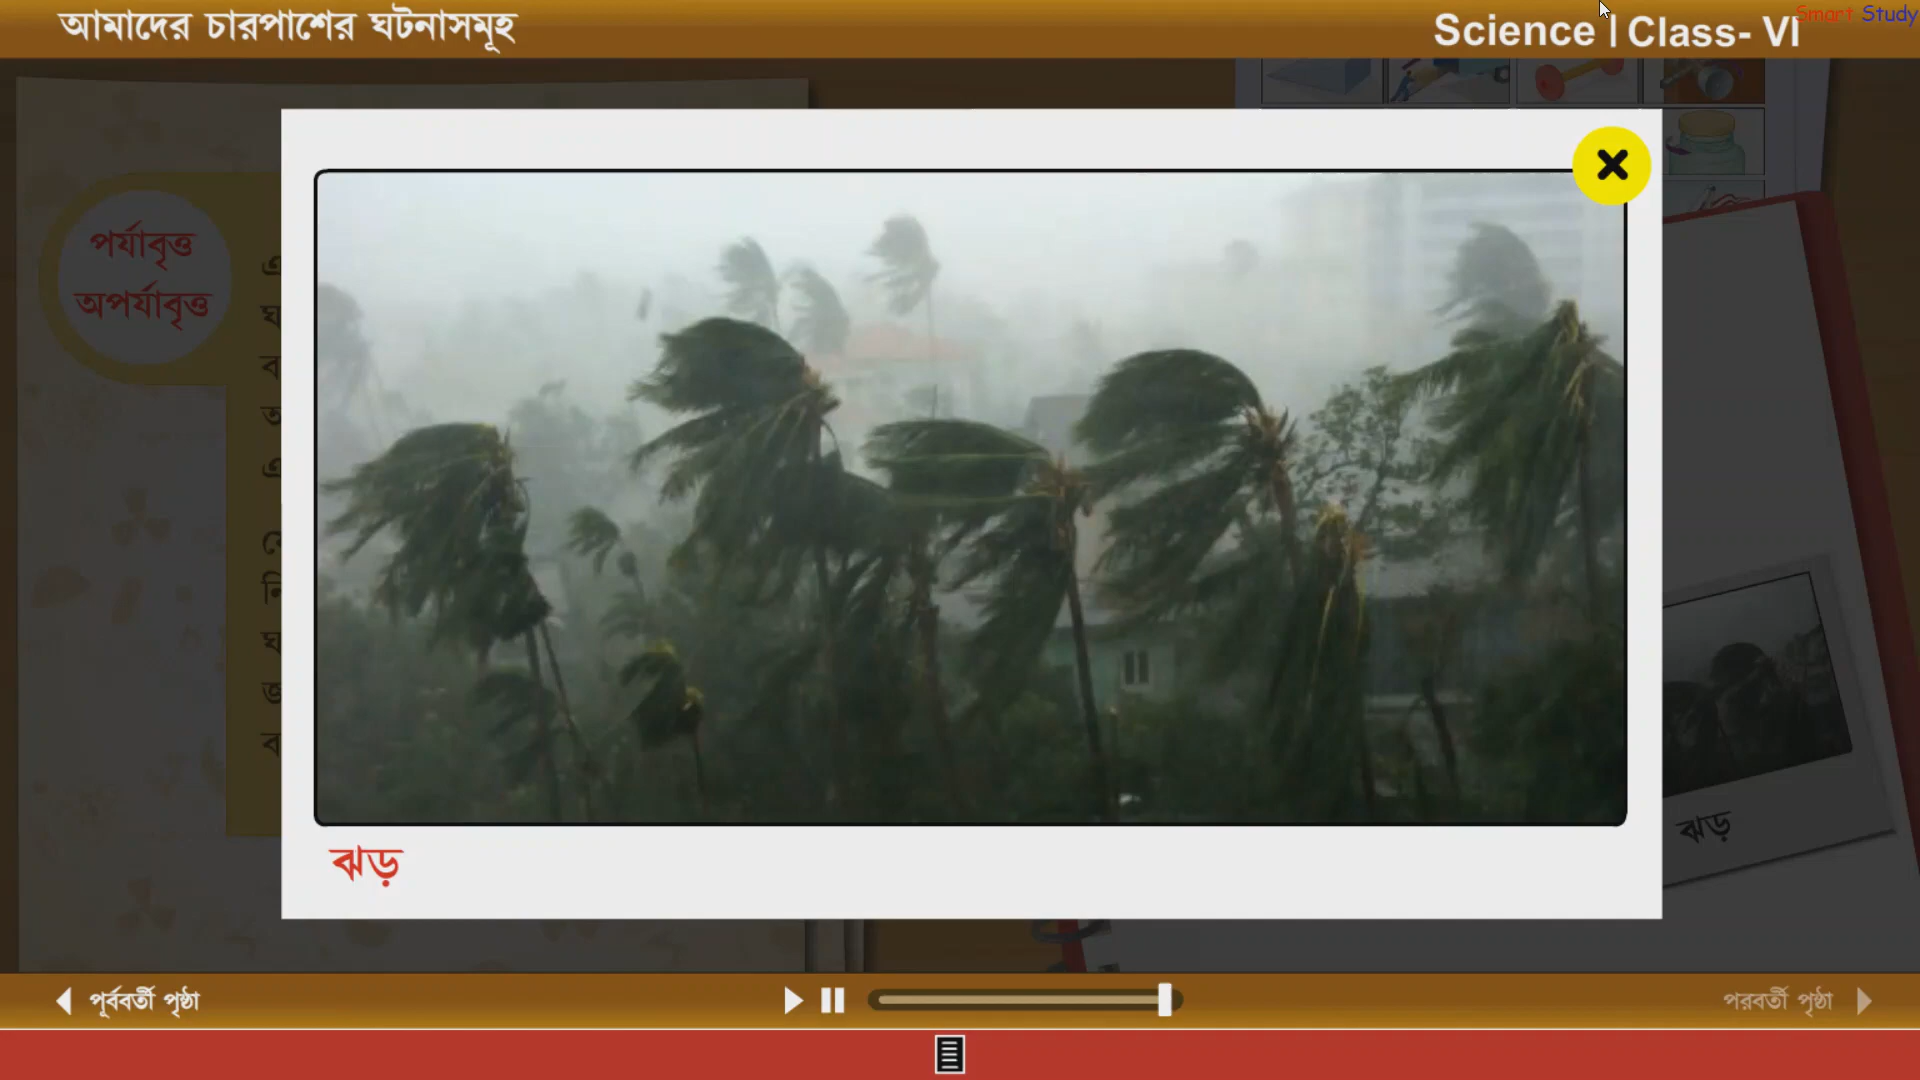 আমাদের চারপাশের ঘটনাসমূহ
Science | Class- VI
Smart Study
পর্যাবৃত্ত
অপর্যাবৃত্ত
ঝড়
ঝড়
পূর্ববর্তী পৃষ্ঠা
পরবর্তী পৃষ্ঠা